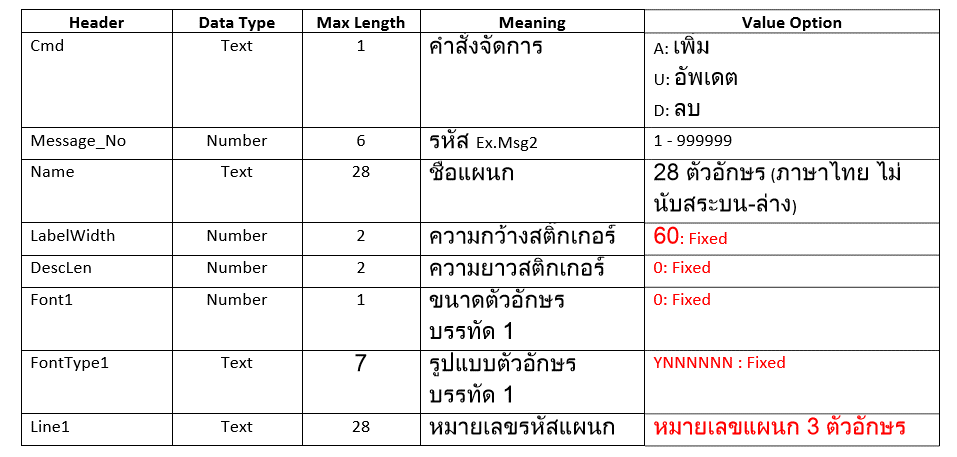 Header Data Type Max Length Meaning Value Option
Cmd Text 1 คำสั่งจัดการ A: เพิ่ม
U: อัพเดต
D: ลบ
Message_No Number 6 รหัส Ex.Msg2 1 - 999999
Name Text 28 ชื่อแผนก 28 ตัวอักษร (ภาษาไทย ไม่
นับสระบน-ล่าง)
LabelWidth Number 2 ความกว้างสติ๊กเกอร์ 60: Fixed
DescLen Number 2 ความยาวสติกเกอร์ 0: Fixed
Font1 Number 1 ขนาดตัวอักษร 0: Fixed
บรรทัด 1
FontType1 Text 7 รูปแบบตัวอักษร YNNNNNN : Fixed
บรรทัด 1
Line1 Text 28 หมายเลขรหัสแผนก หมายเลขแผนก 3 ตัวอักษร